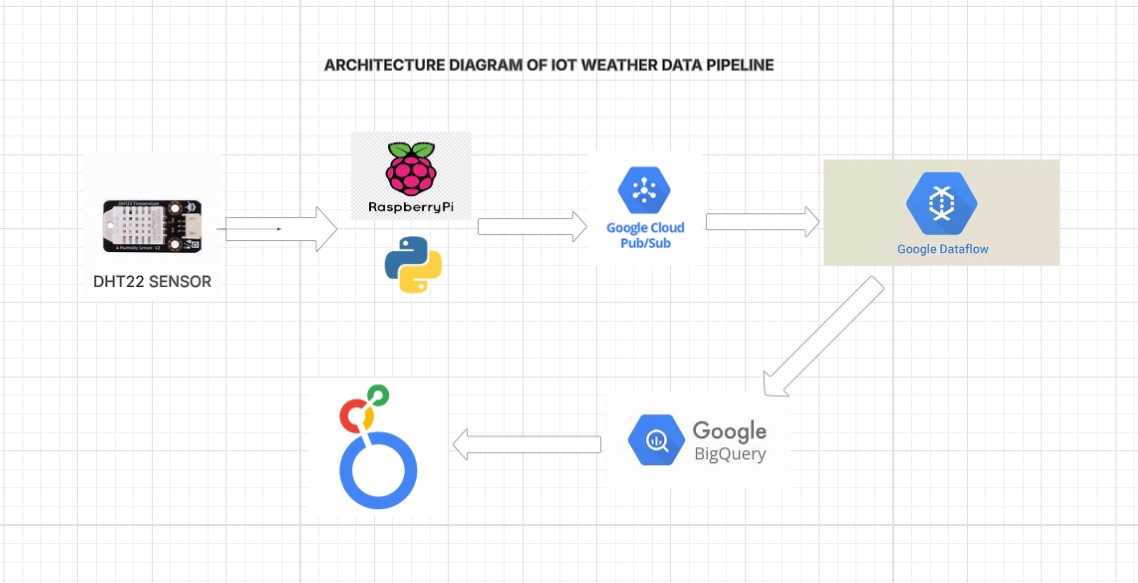 ARCHITECTURE DIAGRAM OF IOT WEATHER DATA PIPELINE
DHT22 Temperature
& Humidity Sensor V2
DHT22 SENSOR
RaspberryPi
Google Cloud
Pub/Sub
Google Dataflow
Google
BigQuery